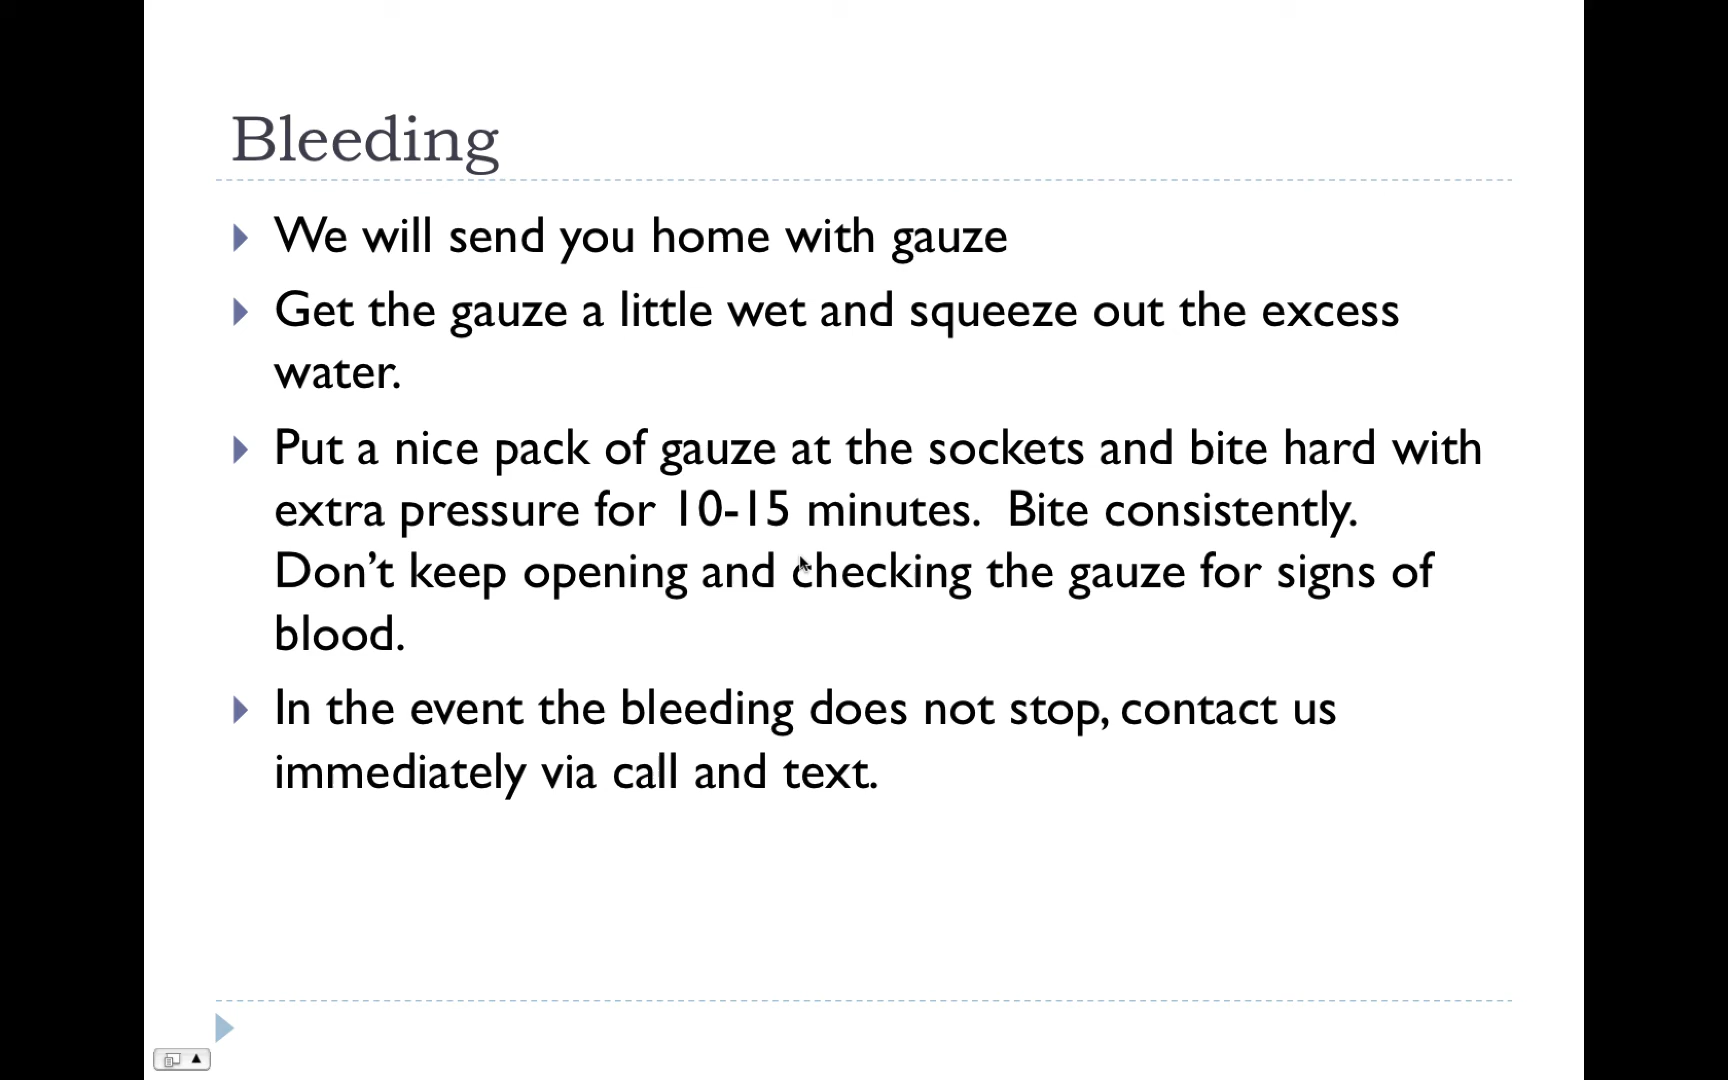 Bleeding
We will send you home with gauze
Get the gauze a little wet and squeeze out the excess
water.
Put a nice pack of gauze at the sockets and bite hard with
extra pressure for 10-15 minutes.  Bite consistently.
Don’t keep opening and checking the gauze for signs of
blood.
In the event the bleeding does not stop, contact us
immediately via call and text.